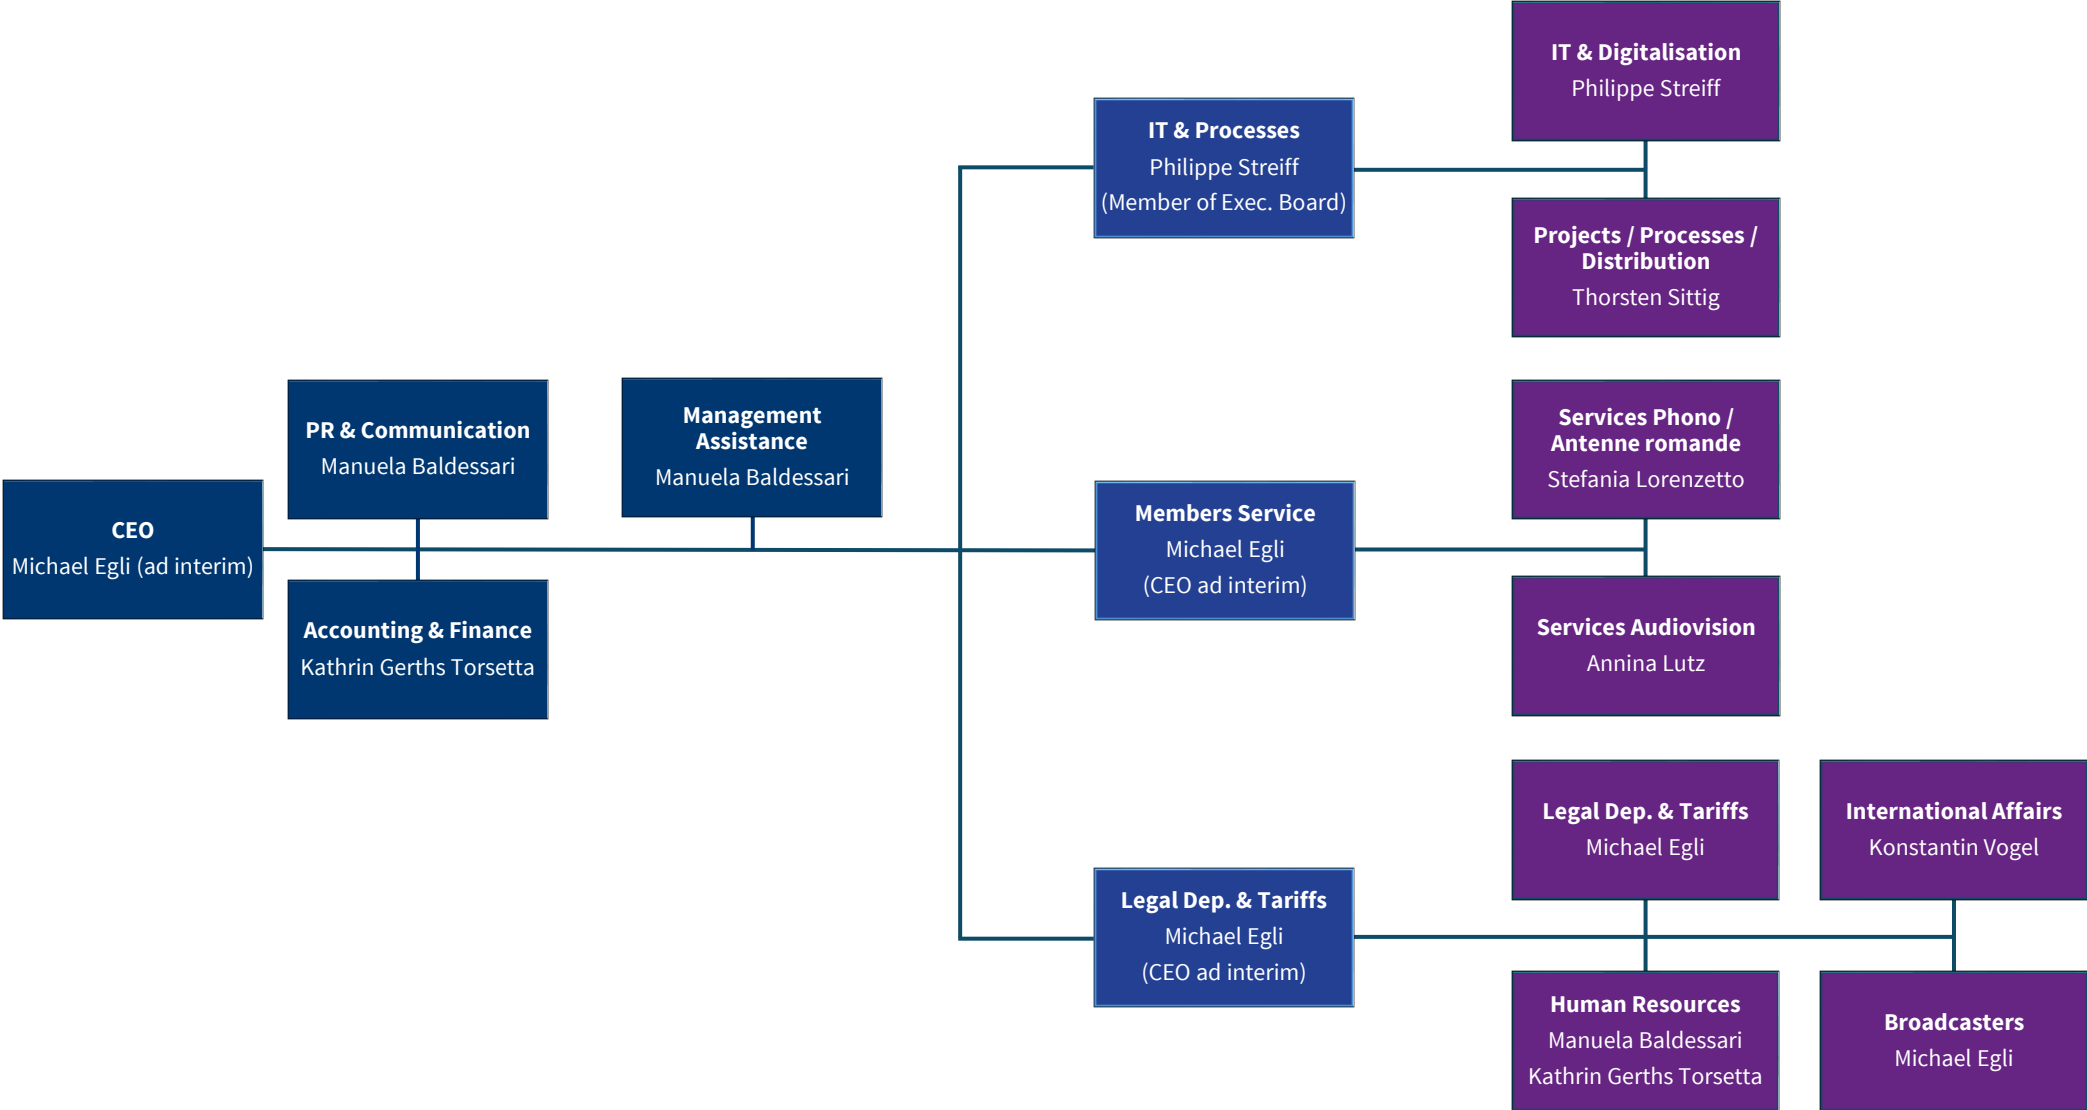 CEO
Michael Egli (ad interim)
PR & Communication
Manuela Baldessari
Accounting & Finance
Kathrin Gerths Torsetta
Management
Assistance
Manuela Baldessari
IT & Processes
Philippe Streiff
(Member of Exec. Board)
IT & Digitalisation
Philippe Streiff
Projects / Processes /
Distribution
Thorsten Sittig
Members Service
Michael Egli
(CEO ad interim)
Services Phono /
Antenne romande
Stefania Lorenzetto
Services Audiovision
Annina Lutz
Legal Dep. & Tariffs
Michael Egli
(CEO ad interim)
Legal Dep. & Tariffs
Michael Egli
International Affairs
Konstantin Vogel
Human Resources
Manuela Baldessari
Kathrin Gerths Torsetta
Broadcasters
Michael Egli